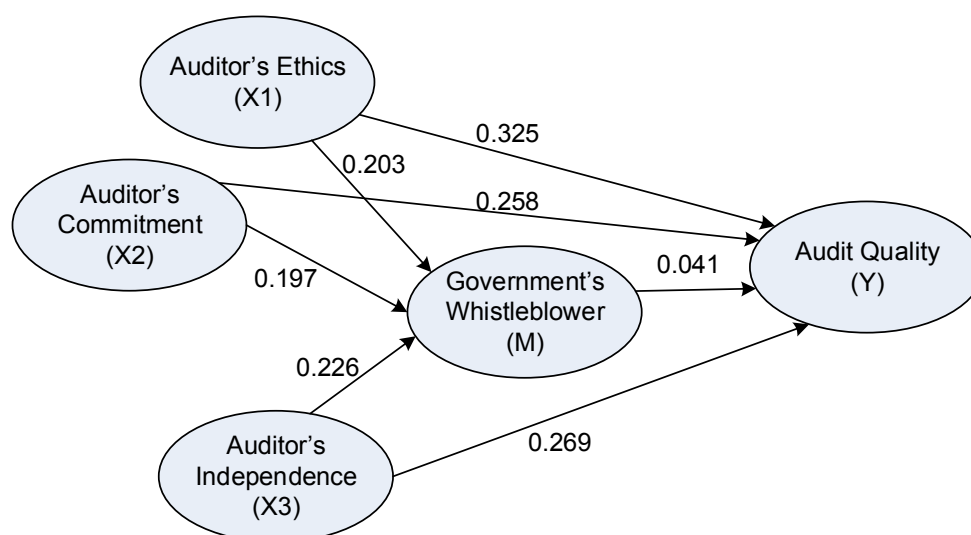 Auditor's Ethics
(X1)
0.325
0.203
Auditor's
Commitment
(X2)
0.258
0.197
Government's
Whistleblower
(M)
0.041
Audit Quality
(Y)
0.226
Auditor's
Independence
(X3)
0.269